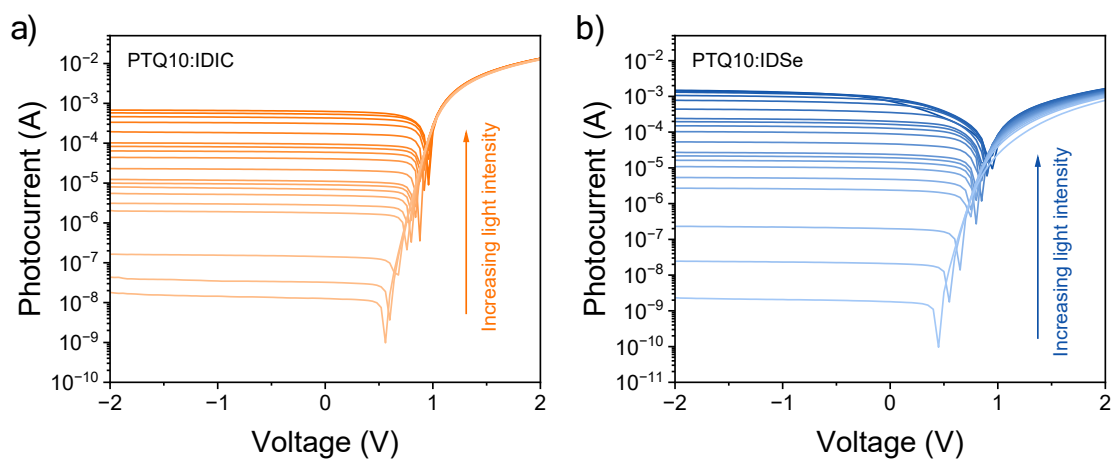 a)
PTQ10:IDIC
Photocurrent (A)
10⁻²
10⁻³
10⁻⁴
10⁻⁵
10⁻⁶
10⁻⁷
10⁻⁸
10⁻⁹
10⁻¹⁰
Increasing light intensity
−2 −1 0 1 2
Voltage (V)
b)
PTQ10:IDSe
Photocurrent (A)
10⁻²
10⁻³
10⁻⁴
10⁻⁵
10⁻⁶
10⁻⁷
10⁻⁸
10⁻⁹
10⁻¹⁰
10⁻¹¹
Increasing light intensity
−2 −1 0 1 2
Voltage (V)